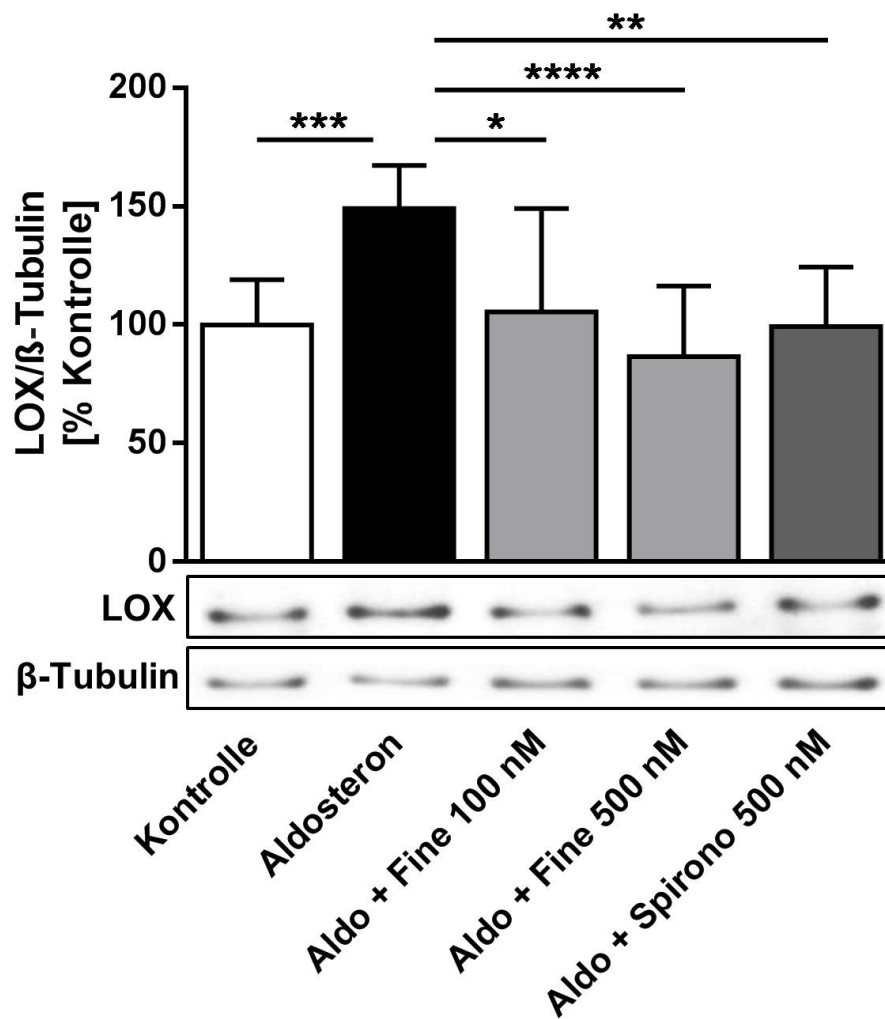 **
****
***
*
200
150
100
50
0
LOX/ß-Tubulin
[% Kontrolle]
LOX
β-Tubulin
Kontrolle
Aldosteron
Aldo + Fine 100 nM
Aldo + Fine 500 nM
Aldo + Spirono 500 nM